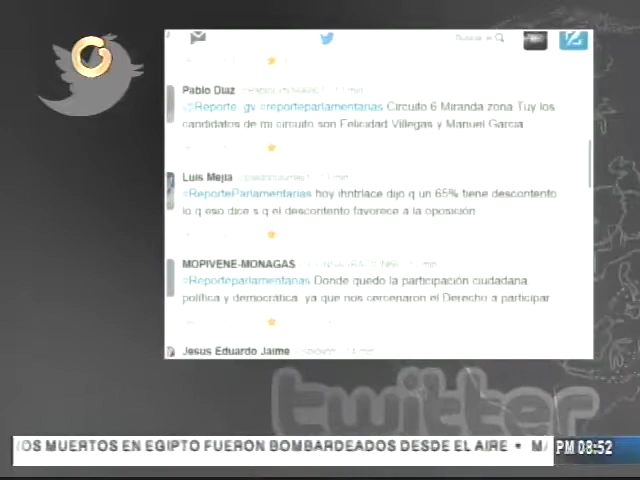 Pablo Diaz
@Reporte_gv #reporteparlamentarias Circuito 6 Miranda zona Tuy los
candidatos de mi circuito son Felicidad Villegas y Manuel Garcia
Luis Mejia
#ReporteParlamentarias hoy ihntrlace dijo q un 65% tiene descontento
lo q eso dice s q el descontento favorece a la oposición
MOPIVENE-MONAGAS
#Reporteparlamentarias Donde quedo la participación ciudadana
política y democrática, ya que nos cercenaron el Derecho a participar
Jesus Eduardo Jaime
twitter
OS MUERTOS EN EGIPTO FUERON BOMBARDEADOS DESDE EL AIRE * M
PM 08:52